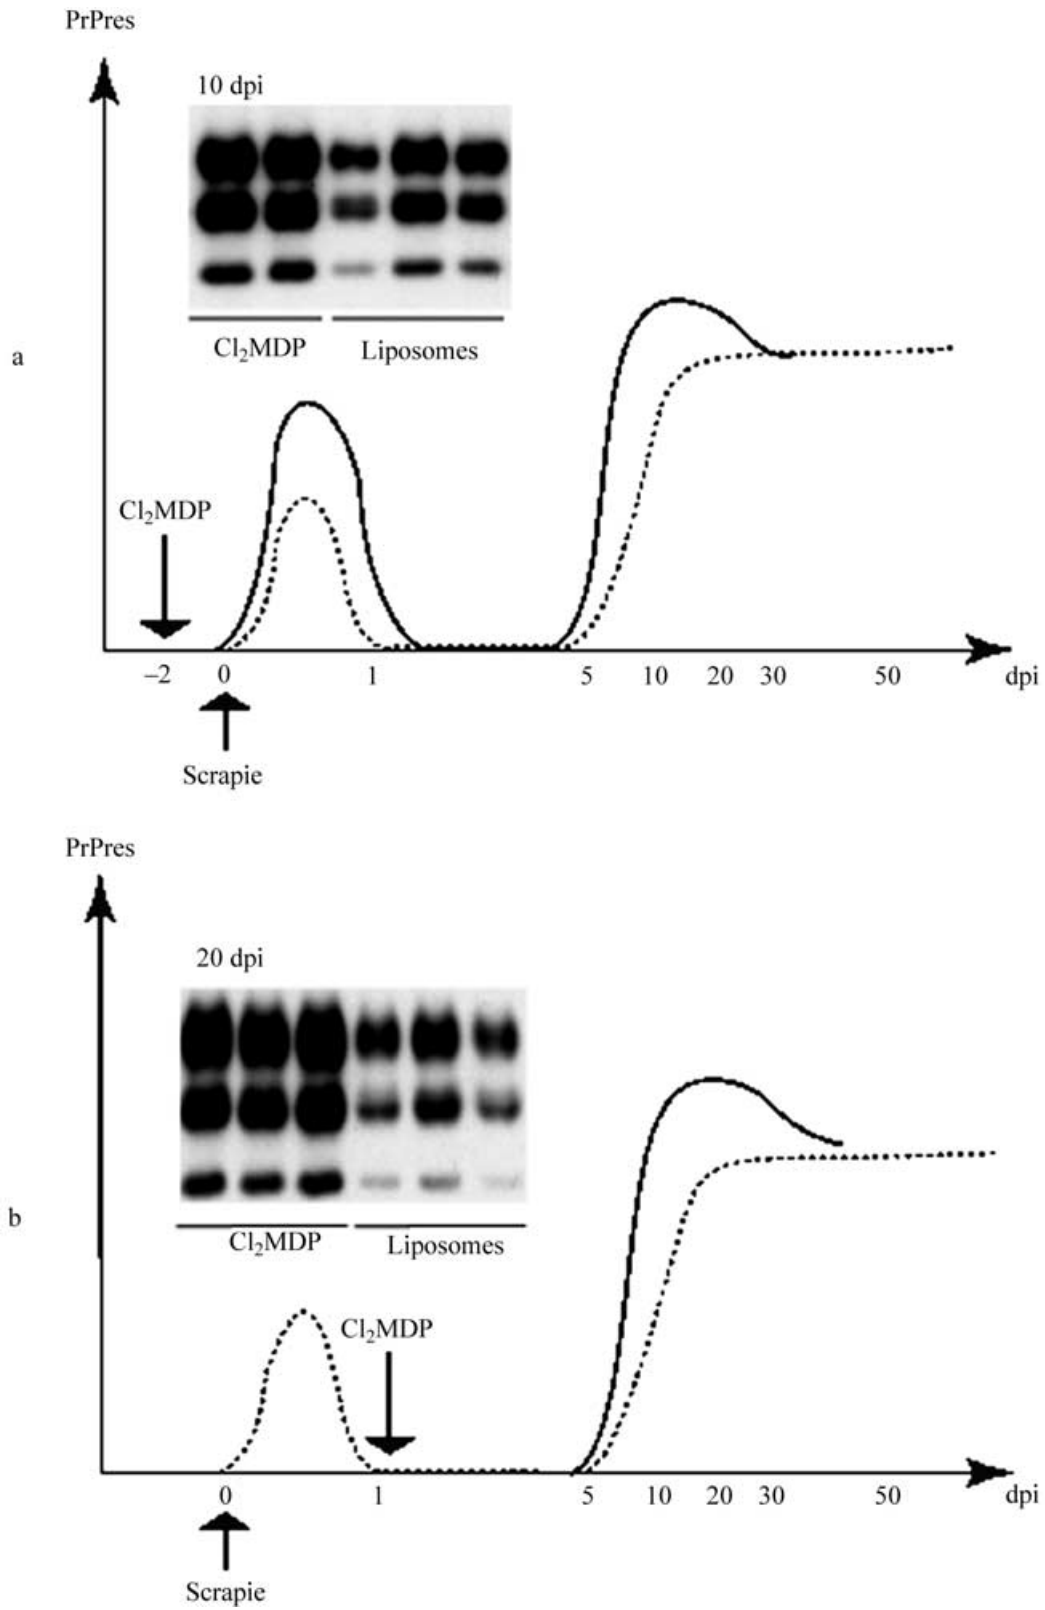 PrPres
10 dpi
Cl₂MDP Liposomes
a
Cl₂MDP
–2 0 1 5 10 20 30 50 dpi
Scrapie
PrPres
20 dpi
Cl₂MDP Liposomes
b
Cl₂MDP
0 1 5 10 20 30 50 dpi
Scrapie